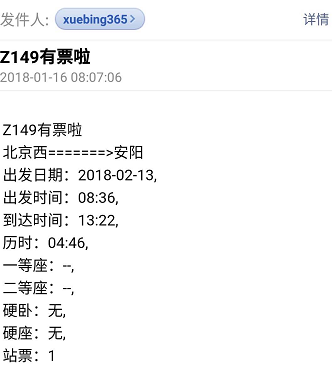 发件人: xuebing365 >
详情
Z149有票啦
2018-01-16 08:07:06
Z149有票啦
北京西=======>安阳
出发日期：2018-02-13,
出发时间：08:36,
到达时间：13:22,
历时：04:46,
一等座：--,
二等座：--,
硬卧：无,
硬座：无,
站票：1